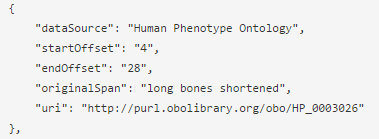 {
"dataSource": "Human Phenotype Ontology",
"startOffset": "4",
"endOffset": "28",
"originalSpan": "long bones shortened",
"uri": "http://purl.obolibrary.org/obo/HP_0003026"
},